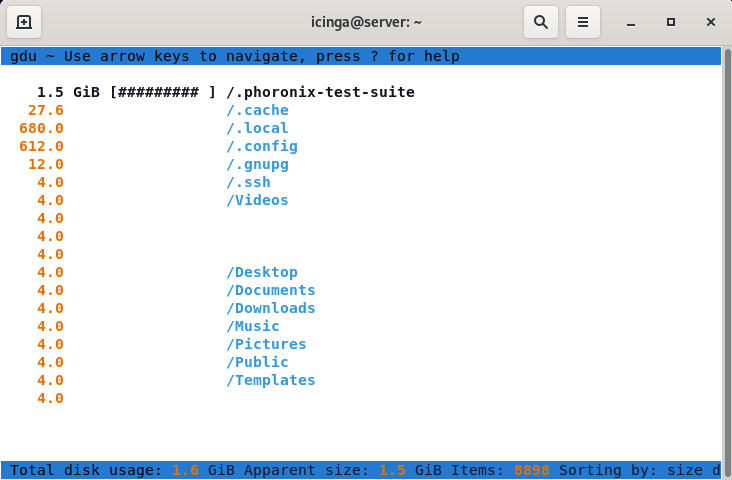 icinga@server: ~
gdu ~ Use arrow keys to navigate, press ? for help
1.5 GiB [######### ] /.phoronix-test-suite
27.6 /.cache
680.0 /.local
612.0 /.config
12.0 /.gnupg
4.0 /.ssh
4.0 /Videos
4.0
4.0
4.0
4.0 /Desktop
4.0 /Documents
4.0 /Downloads
4.0 /Music
4.0 /Pictures
4.0 /Public
4.0 /Templates
4.0
Total disk usage: 1.6 GiB Apparent size: 1.5 GiB Items: 8898 Sorting by: size d